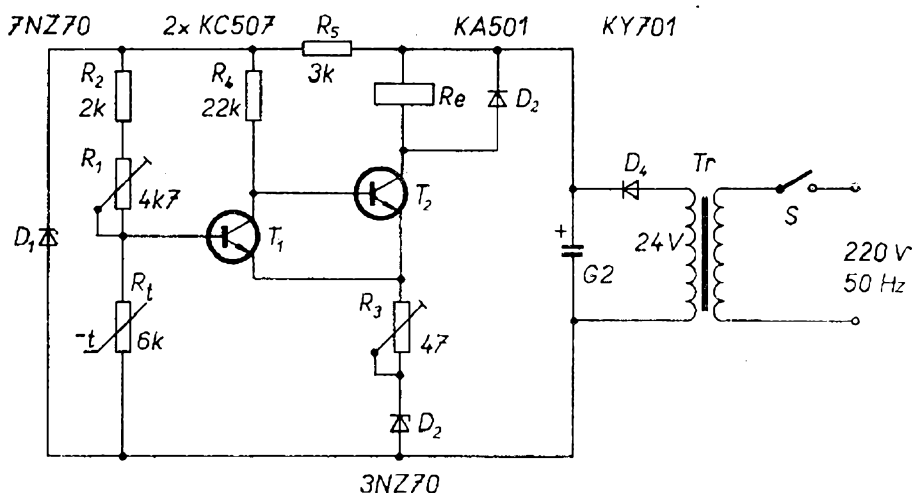 7NZ70 2x KC507 R5 KA501 KY701
3k
R2
2k
R4
22k
Re
D2
R1
4k7
D4
Tr
T2
S
D1
T1
+
24V
G2
220 V
50 Hz
Rt
-t
6k
R3
47
D2
3NZ70